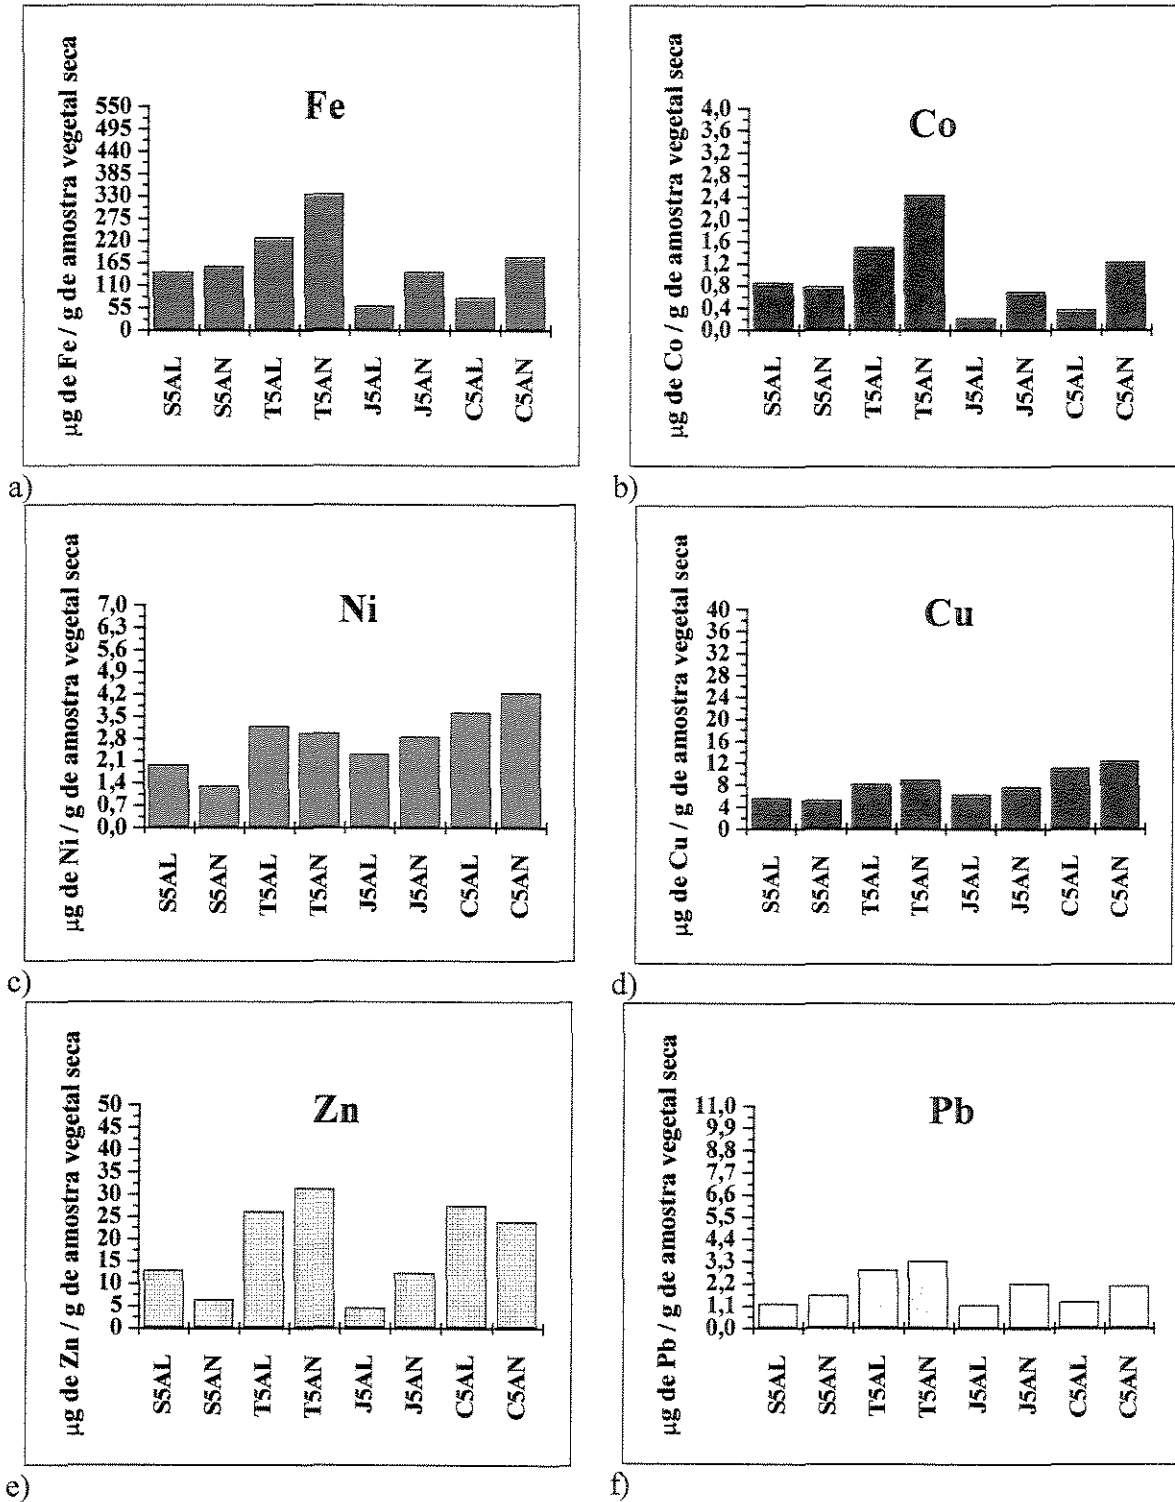 µg de Fe / g de amostra vegetal seca
Fe
550
495
440
385
330
275
220
165
110
55
0
S5AL
S5AN
T5AL
T5AN
J5AL
J5AN
C5AL
C5AN
a)
µg de Co / g de amostra vegetal seca
Co
4,0
3,6
3,2
2,8
2,4
2,0
1,6
1,2
0,8
0,4
0,0
S5AL
S5AN
T5AL
T5AN
J5AL
J5AN
C5AL
C5AN
b)
µg de Ni / g de amostra vegetal seca
Ni
7,0
6,3
5,6
4,9
4,2
3,5
2,8
2,1
1,4
0,7
0,0
S5AL
S5AN
T5AL
T5AN
J5AL
J5AN
C5AL
C5AN
c)
µg de Cu / g de amostra vegetal seca
Cu
40
36
32
28
24
20
16
12
8
4
0
S5AL
S5AN
T5AL
T5AN
J5AL
J5AN
C5AL
C5AN
d)
µg de Zn / g de amostra vegetal seca
Zn
50
45
40
35
30
25
20
15
10
5
0
S5AL
S5AN
T5AL
T5AN
J5AL
J5AN
C5AL
C5AN
e)
µg de Pb / g de amostra vegetal seca
Pb
11,0
9,9
8,8
7,7
6,6
5,5
4,4
3,3
2,2
1,1
0,0
S5AL
S5AN
T5AL
T5AN
J5AL
J5AN
C5AL
C5AN
f)